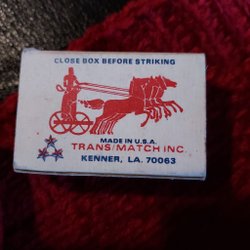 CLOSE BOX BEFORE STRIKING
MADE IN U.S.A.
TRANS/MATCH INC.
KENNER, LA. 70063